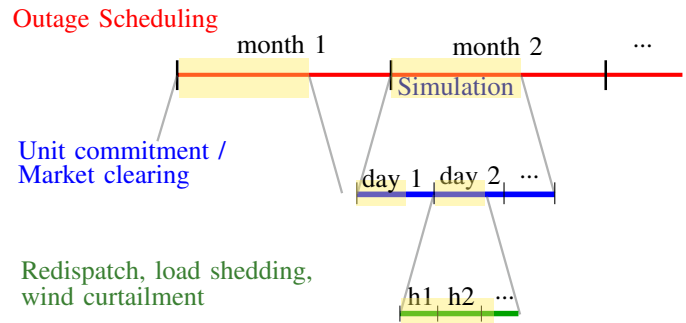 Outage Scheduling
month 1
month 2
...
Simulation
Unit commitment /
Market clearing
day 1
day 2
...
Redispatch, load shedding,
wind curtailment
h1
h2
...